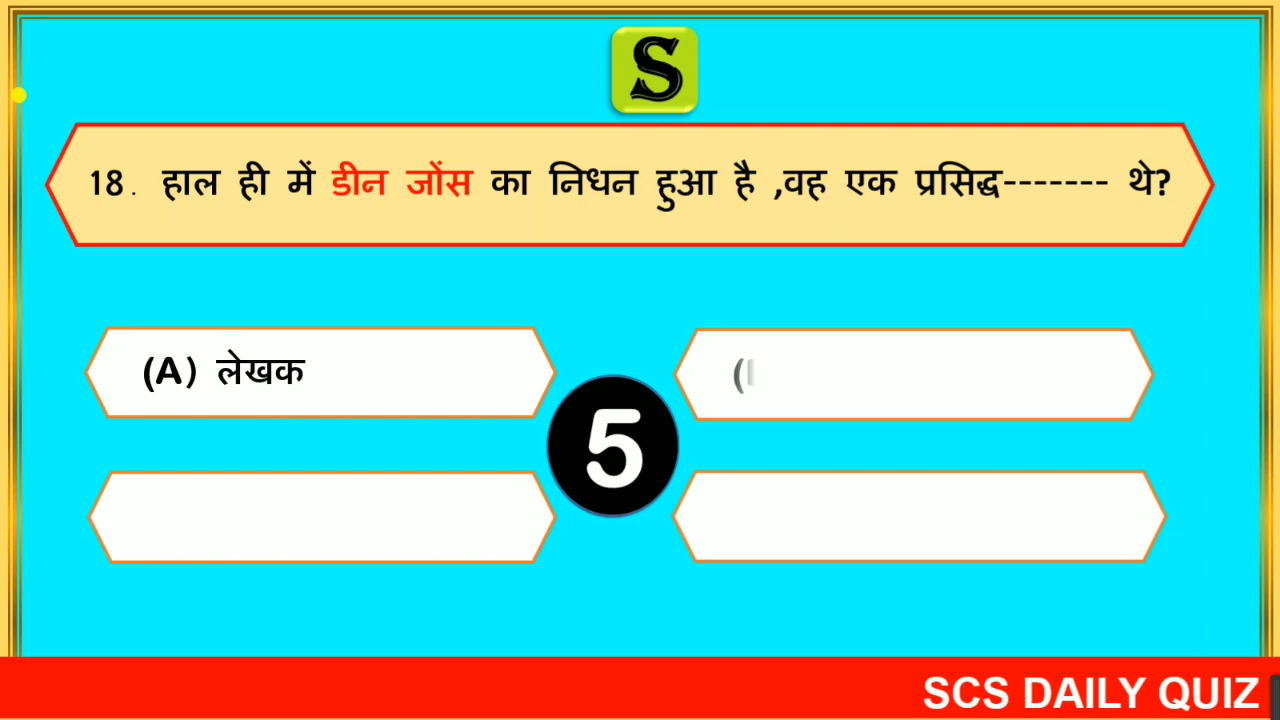 S
18. हाल ही में डीन जोंस का निधन हुआ है ,वह एक प्रसिद्ध------- थे?
(A) लेखक
(
5
SCS DAILY QUIZ